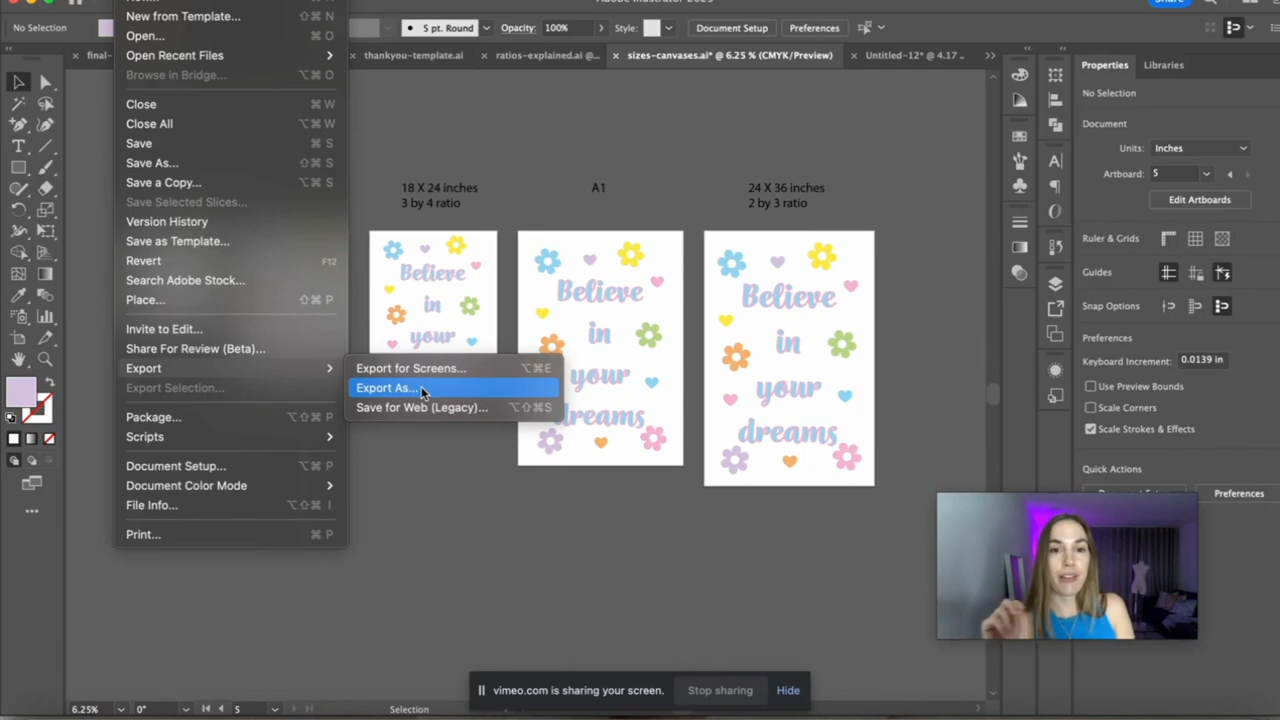 Share
No Selection
5 pt. Round
Opacity:
100%
Style:
Document Setup
Preferences
final-
thankyou-template.ai
ratios-explained.ai @...
sizes-canvases.ai* @ 6.25 % (CMYK/Preview)
Untitled-12* @ 4.17 ..
New from Template... ⇧⌘ N
Open... ⌘ O
Open Recent Files
Browse in Bridge... ⌥⌘ O
Close ⌘ W
Close All ⌥⌘ W
Save ⌘ S
Save As... ⇧⌘ S
Save a Copy... ⌥⌘ S
Save Selected Slices...
Version History
Save as Template...
Revert F12
Search Adobe Stock...
Place... ⇧⌘ P
Invite to Edit...
Share For Review (Beta)...
Export
Export Selection...
Package... ⌥⇧⌘ P
Scripts
Document Setup... ⌥⌘ P
Document Color Mode
File Info... ⌥⇧⌘ I
Print... ⌘ P
Export for Screens... ⌥⌘E
Export As...
Save for Web (Legacy)... ⌥⇧⌘S
18 X 24 inches
3 by 4 ratio
A1
24 X 36 inches
2 by 3 ratio
Believe
in
your
Believe
in
your
dreams
Believe
in
your
dreams
Properties
Libraries
No Selection
Document
Units: Inches
Artboard: 5
Edit Artboards
Ruler & Grids
Guides
Snap Options
Preferences
Keyboard Increment: 0.0139 in
Use Preview Bounds
Scale Corners
Scale Strokes & Effects
Quick Actions
Preferences
vimeo.com is sharing your screen.
Stop sharing
Hide
6.25%
0°
5
Selection